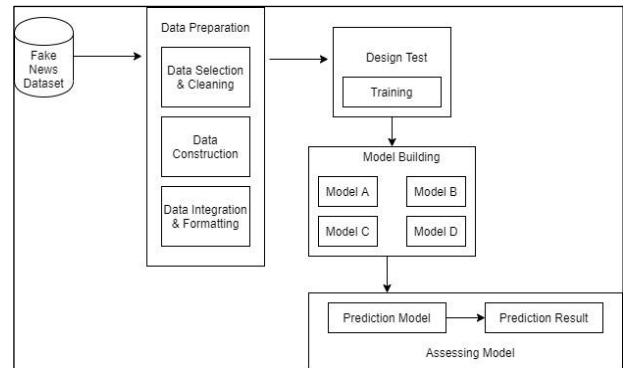 Fake
News
Dataset
Data Preparation
Data Selection
& Cleaning
Data
Construction
Data Integration
& Formatting
Design Test
Training
Model Building
Model A
Model B
Model C
Model D
Prediction Model
Prediction Result
Assessing Model